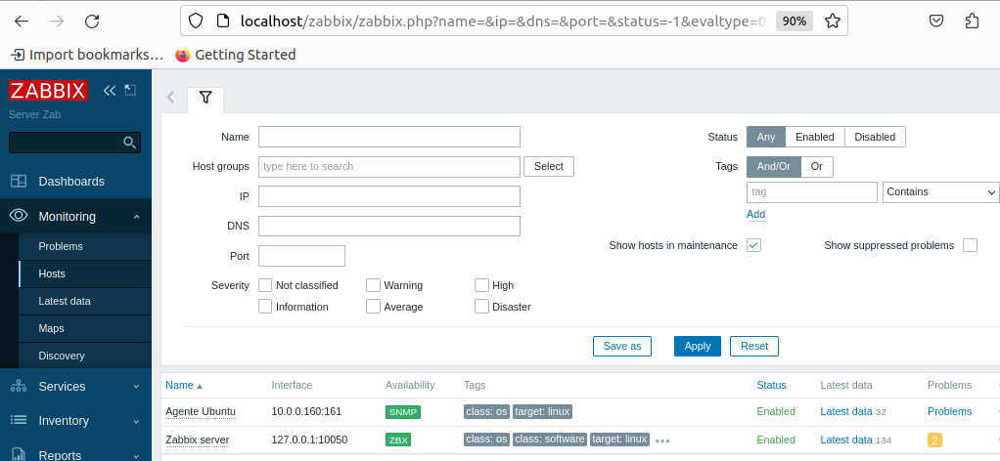 localhost/zabbix/zabbix.php?name=&ip=&dns=&port=&status=-1&evaltype=0 90%
Import bookmarks… Getting Started
ZABBIX
Server Zab
Dashboards
Monitoring
Problems
Hosts
Latest data
Maps
Discovery
Services
Inventory
Reports
Name
Host groups type here to search Select
IP
DNS
Port
Severity Not classified Warning High
Information Average Disaster
Status Any Enabled Disabled
Tags And/Or Or
tag Contains
Add
Show hosts in maintenance Show suppressed problems
Save as Apply Reset
Name Interface Availability Tags Status Latest data Problems
Agente Ubuntu 10.0.0.160:161 SNMP class: os target: linux Enabled Latest data 32 Problems
Zabbix server 127.0.0.1:10050 ZBX class: os class: software target: linux ••• Enabled Latest data 134 2